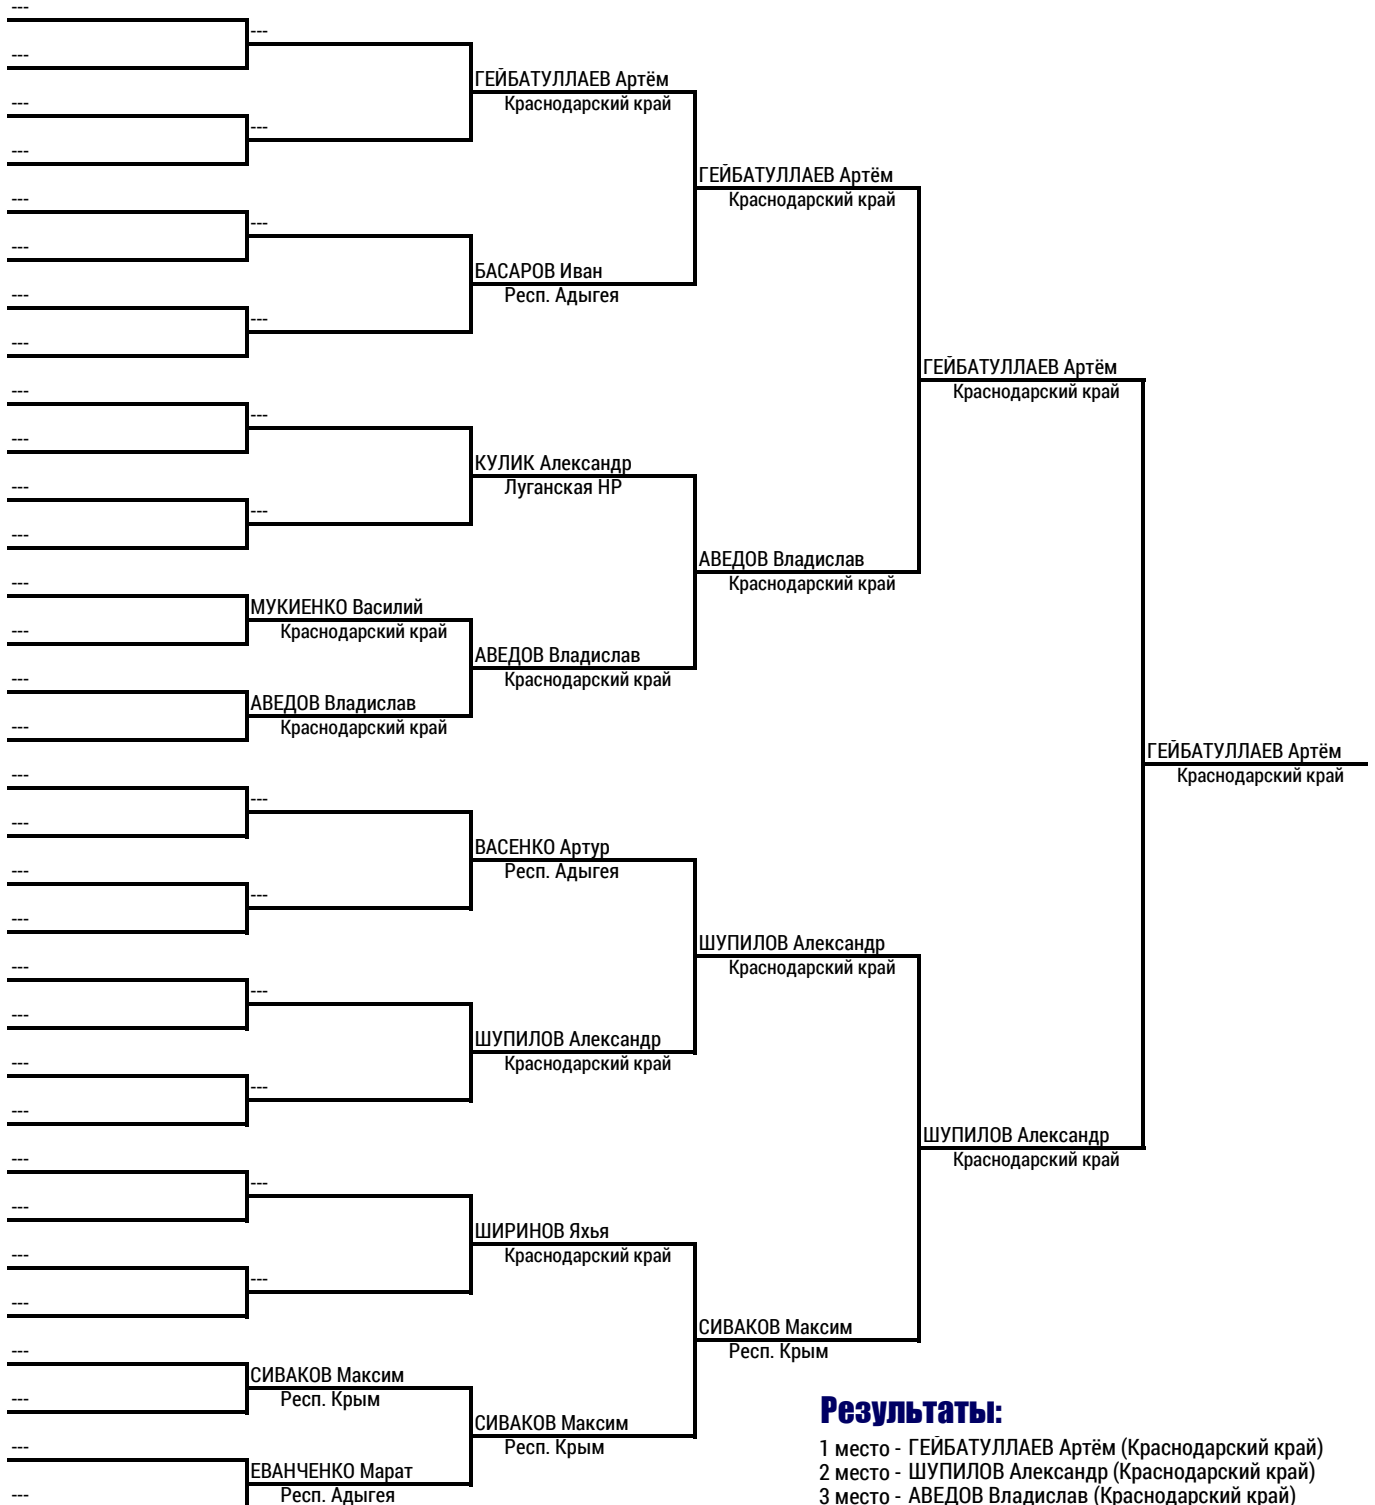 ---
---
---
---
---
---
ГЕЙБАТУЛЛАЕВ Артём
Краснодарский край
---
---
---
---
---
---
БАСАРОВ Иван
Респ. Адыгея
ГЕЙБАТУЛЛАЕВ Артём
Краснодарский край
---
---
---
---
---
---
КУЛИК Александр
Луганская НР
---
---
МУКИЕНКО Василий
Краснодарский край
---
---
АВЕДОВ Владислав
Краснодарский край
АВЕДОВ Владислав
Краснодарский край
АВЕДОВ Владислав
Краснодарский край
ГЕЙБАТУЛЛАЕВ Артём
Краснодарский край
---
---
---
---
---
---
ВАСЕНКО Артур
Респ. Адыгея
---
---
---
---
---
---
ШУПИЛОВ Александр
Краснодарский край
ШУПИЛОВ Александр
Краснодарский край
---
---
---
---
---
---
ШИРИНОВ Яхья
Краснодарский край
---
---
СИВАКОВ Максим
Респ. Крым
---
---
ЕВАНЧЕНКО Марат
Респ. Адыгея
СИВАКОВ Максим
Респ. Крым
СИВАКОВ Максим
Респ. Крым
ШУПИЛОВ Александр
Краснодарский край
ГЕЙБАТУЛЛАЕВ Артём
Краснодарский край
Результаты:
1 место - ГЕЙБАТУЛЛАЕВ Артём (Краснодарский край)
2 место - ШУПИЛОВ Александр (Краснодарский край)
3 место - АВЕДОВ Владислав (Краснодарский край)